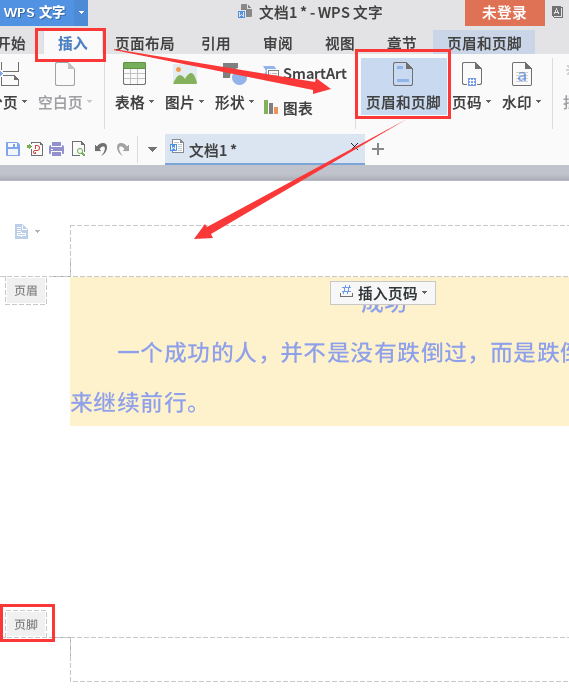 WPS 文字
文档1 * - WPS 文字
未登录
开始
插入
页面布局
引用
审阅
视图
章节
页眉和页脚
空白页
表格
图片
形状
SmartArt
图表
页眉和页脚
页码
水印
文档1 *
页眉
插入页码
成功
一个成功的人，并不是没有跌倒过，而是跌倒
来继续前行。
页脚